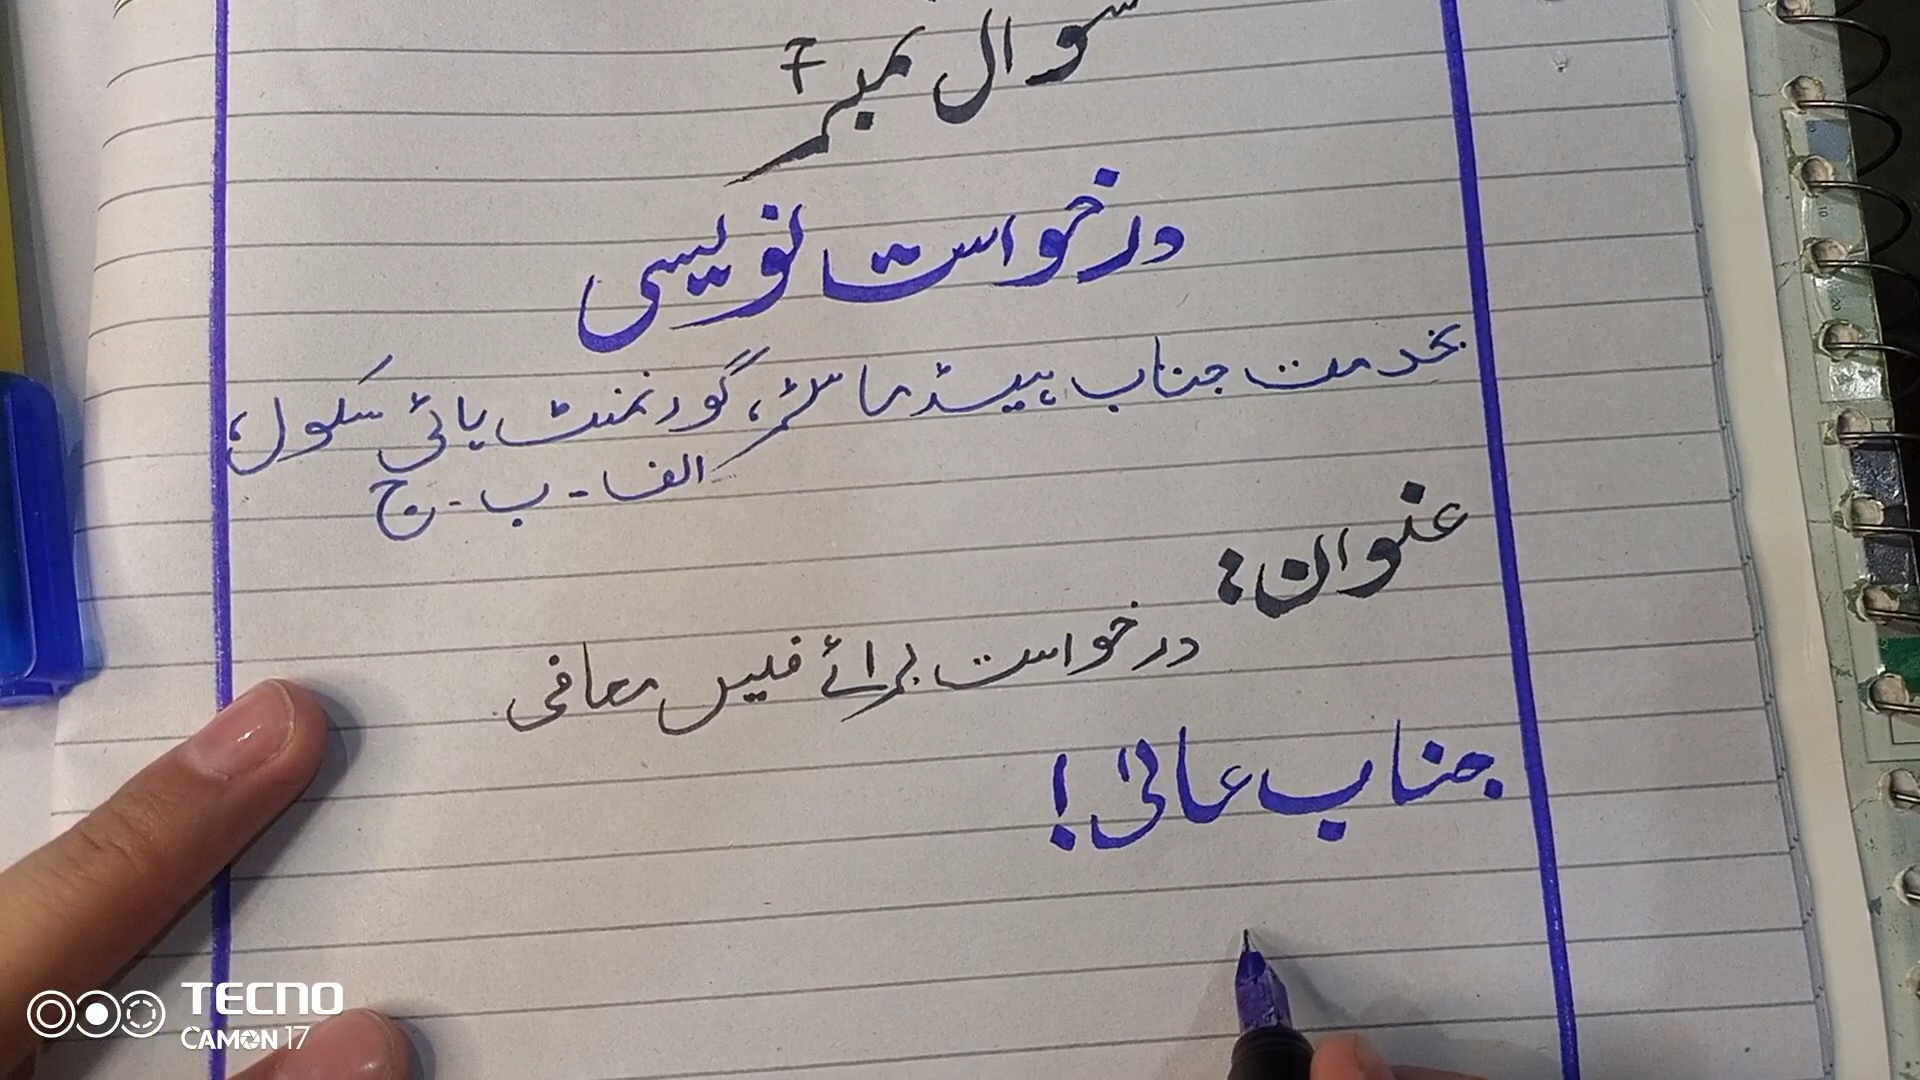 سوال نمبر 7
درخواست نویسی
بخدمت جناب ہیڈ ماسٹر، گورنمنٹ ہائی سکول،
الف - ب - ج
عنوان:
درخواست برائے فیس معافی
جناب عالیٰ!
TECNO
CAMON 17